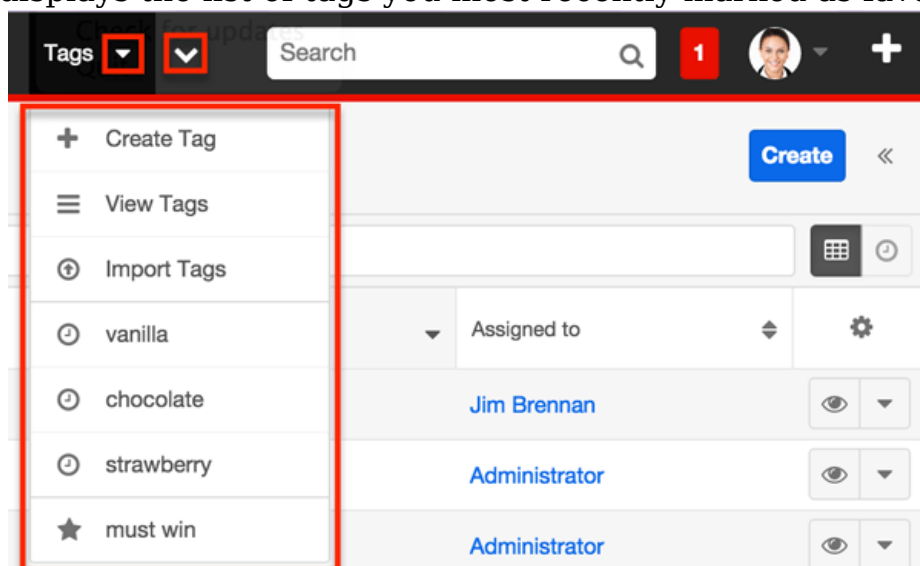 displays the list of tags you most recently marked as fav
Check for updates
Tags
Search
1
Create Tag
Create
View Tags
Import Tags
vanilla
Assigned to
chocolate
Jim Brennan
strawberry
Administrator
must win
Administrator